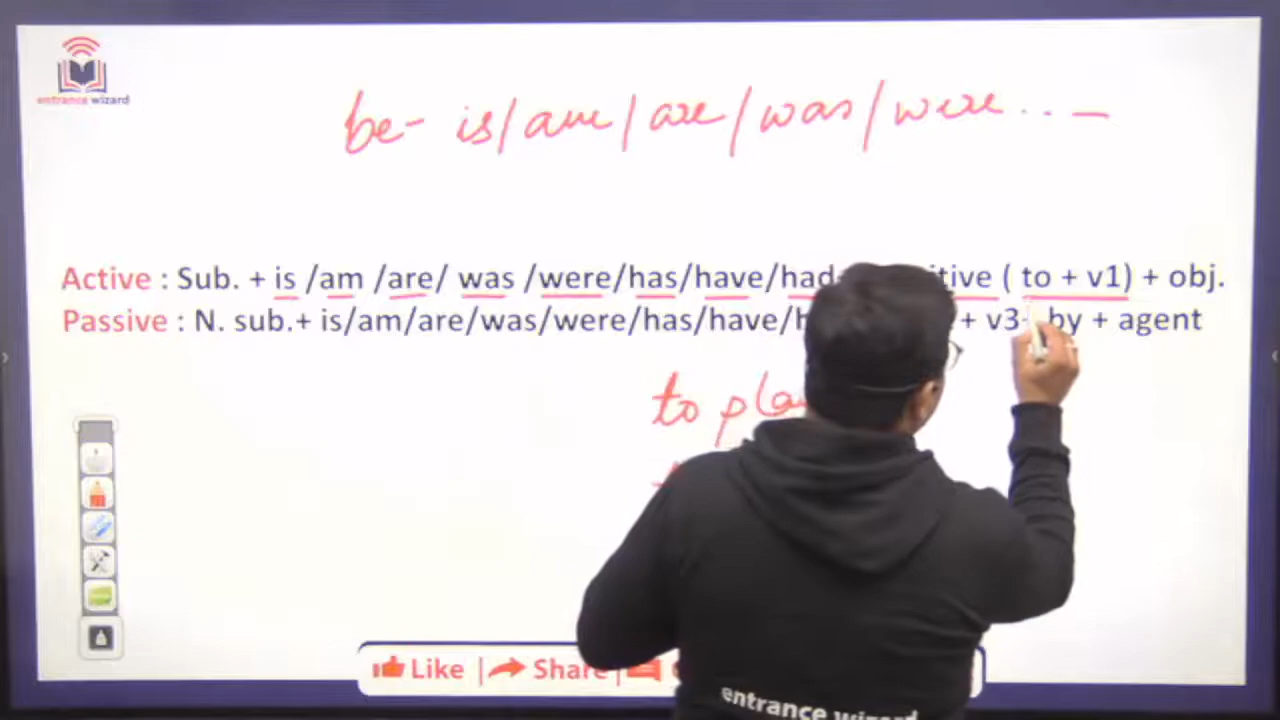 entrance wizard
be- is/am/are/was/were...—
Active : Sub. + is /am /are/ was /were/has/have/had ( to + v1) + obj.
Passive : N. sub.+ is/am/are/was/were/has/have/ + v3+ by + agent
to
Like | Share |
entrance wizard